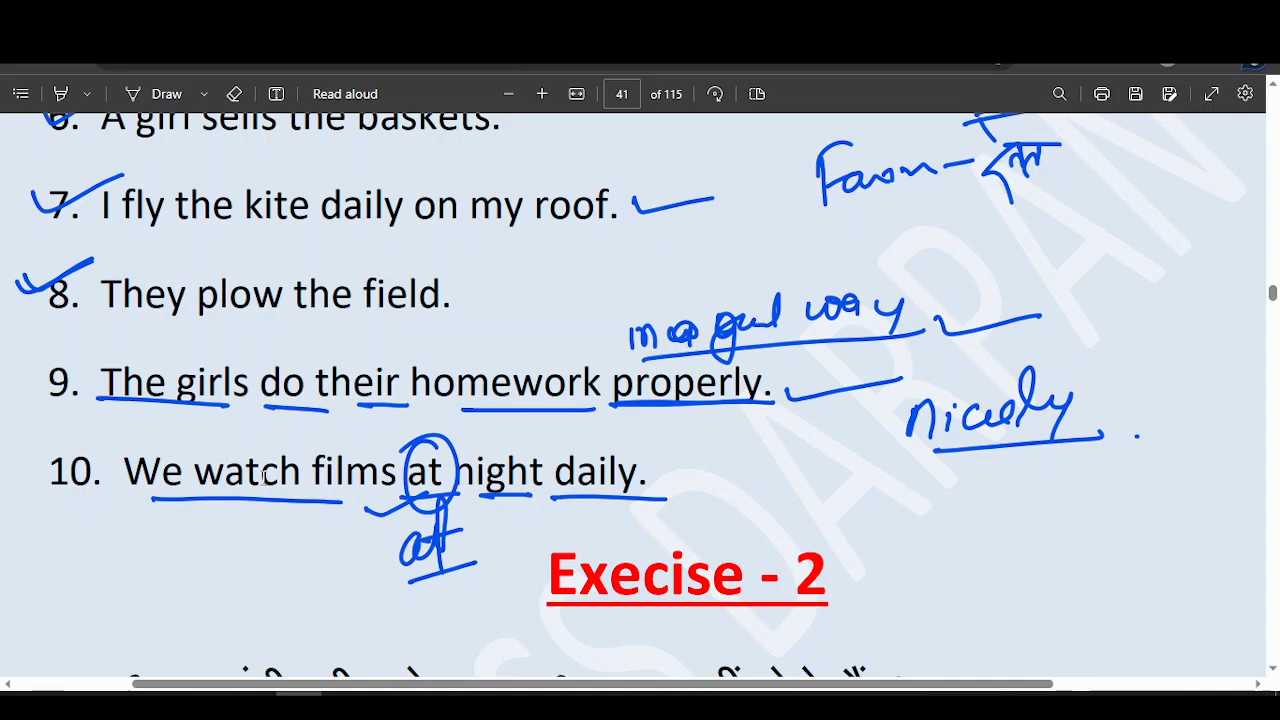 Draw
Read aloud
41 of 115
6. A girl sells the baskets.
7. I fly the kite daily on my roof.
8. They plow the field.
in a good way
9. The girls do their homework properly.
nicely
10. We watch films at night daily.
at
Execise - 2
DARPAN